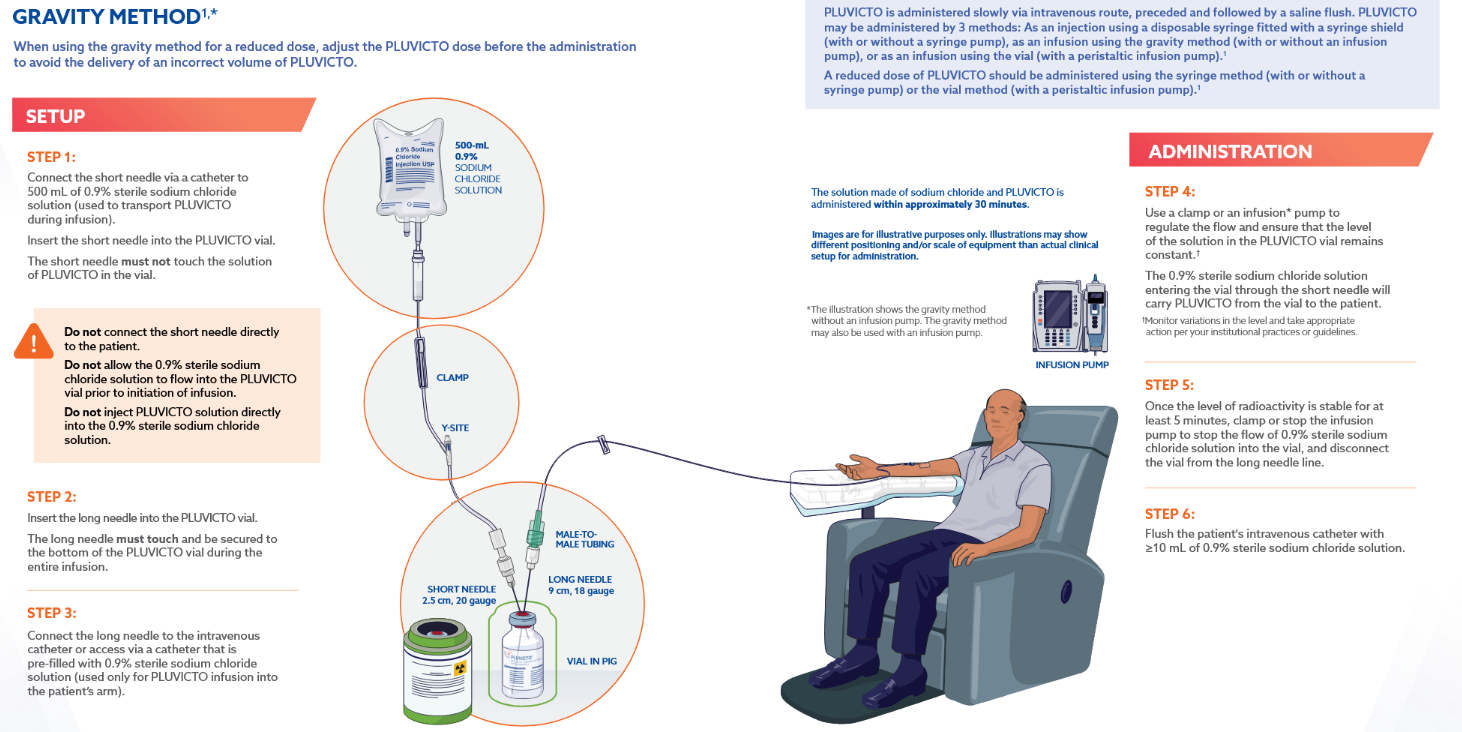 GRAVITY METHOD1,*
When using the gravity method for a reduced dose, adjust the PLUVICTO dose before the administration
to avoid the delivery of an incorrect volume of PLUVICTO.
PLUVICTO is administered slowly via intravenous route, preceded and followed by a saline flush. PLUVICTO
may be administered by 3 methods: As an injection using a disposable syringe fitted with a syringe shield
(with or without a syringe pump), as an infusion using the gravity method (with or without an infusion
pump), or as an infusion using the vial (with a peristaltic infusion pump).1
A reduced dose of PLUVICTO should be administered using the syringe method (with or without a
syringe pump) or the vial method (with a peristaltic infusion pump).1
SETUP
STEP 1:
Connect the short needle via a catheter to
500 mL of 0.9% sterile sodium chloride
solution (used to transport PLUVICTO
during infusion).
Insert the short needle into the PLUVICTO vial.
The short needle must not touch the solution
of PLUVICTO in the vial.
Do not connect the short needle directly
to the patient.
Do not allow the 0.9% sterile sodium
chloride solution to flow into the PLUVICTO
vial prior to initiation of infusion.
Do not inject PLUVICTO solution directly
into the 0.9% sterile sodium chloride
solution.
STEP 2:
Insert the long needle into the PLUVICTO vial.
The long needle must touch and be secured to
the bottom of the PLUVICTO vial during the
entire infusion.
STEP 3:
Connect the long needle to the intravenous
catheter or access via a catheter that is
pre-filled with 0.9% sterile sodium chloride
solution (used only for PLUVICTO infusion into
the patient's arm).
0.9% Sodium
Chloride
Injection USP
500-mL
0.9%
SODIUM
CHLORIDE
SOLUTION
CLAMP
Y-SITE
MALE-TO-
MALE TUBING
LONG NEEDLE
9 cm, 18 gauge
SHORT NEEDLE
2.5 cm, 20 gauge
PLUVICTO
VIAL IN PIG
The solution made of sodium chloride and PLUVICTO is
administered within approximately 30 minutes.
Images are for illustrative purposes only. Illustrations may show
different positioning and/or scale of equipment than actual clinical
setup for administration.
*The illustration shows the gravity method
without an infusion pump. The gravity method
may also be used with an infusion pump.
INFUSION PUMP
ADMINISTRATION
STEP 4:
Use a clamp or an infusion* pump to
regulate the flow and ensure that the level
of the solution in the PLUVICTO vial remains
constant.†
The 0.9% sterile sodium chloride solution
entering the vial through the short needle will
carry PLUVICTO from the vial to the patient.
†Monitor variations in the level and take appropriate
action per your institutional practices or guidelines.
STEP 5:
Once the level of radioactivity is stable for at
least 5 minutes, clamp or stop the infusion
pump to stop the flow of 0.9% sterile sodium
chloride solution into the vial, and disconnect
the vial from the long needle line.
STEP 6:
Flush the patient's intravenous catheter with
≥10 mL of 0.9% sterile sodium chloride solution.